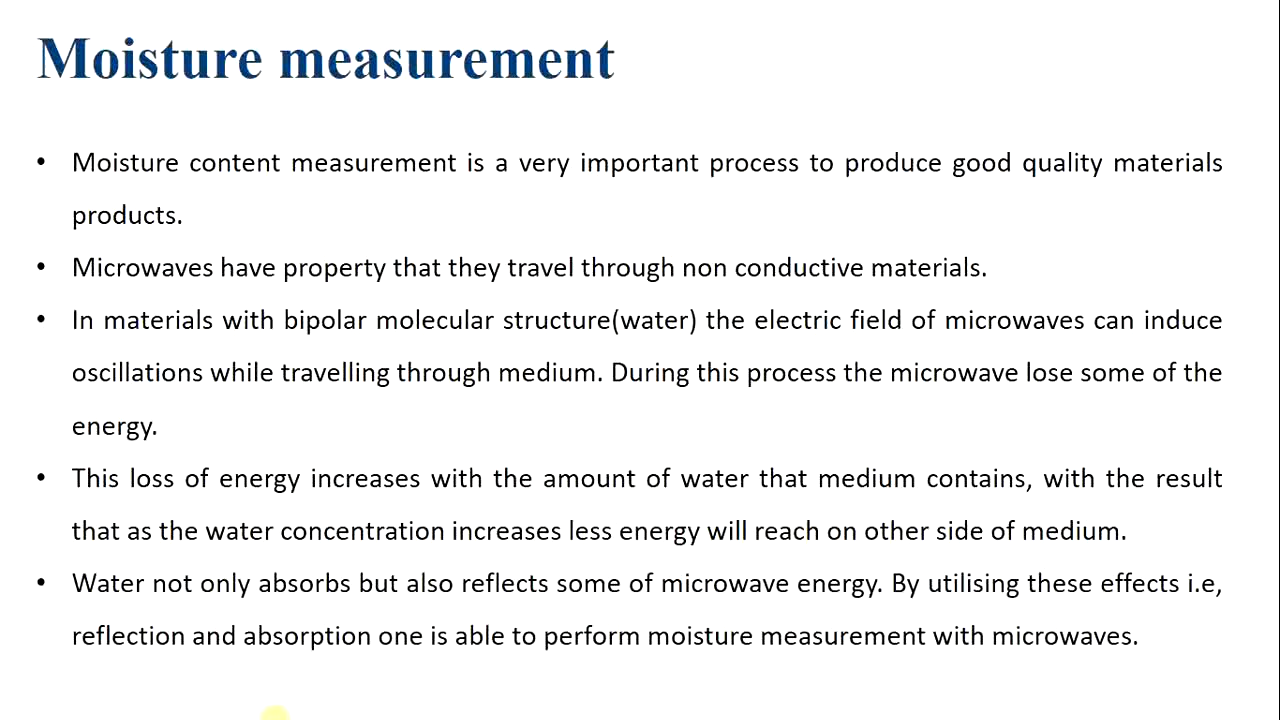 Moisture measurement
• Moisture content measurement is a very important process to produce good quality materials
products.
• Microwaves have property that they travel through non conductive materials.
• In materials with bipolar molecular structure(water) the electric field of microwaves can induce
oscillations while travelling through medium. During this process the microwave lose some of the
energy.
• This loss of energy increases with the amount of water that medium contains, with the result
that as the water concentration increases less energy will reach on other side of medium.
• Water not only absorbs but also reflects some of microwave energy. By utilising these effects i.e,
reflection and absorption one is able to perform moisture measurement with microwaves.